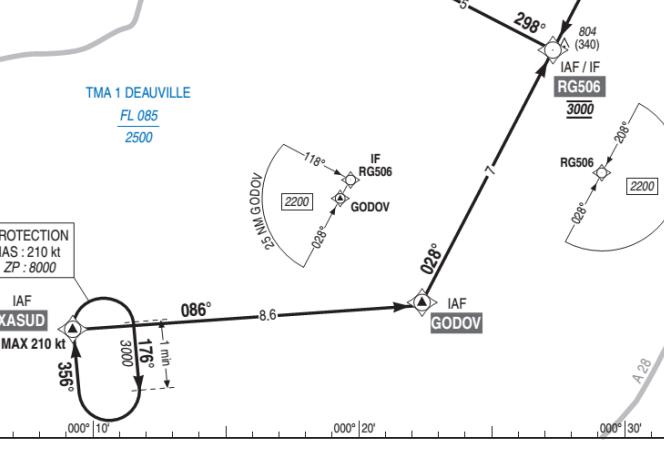 5
298°
804
(340)
IAF / IF
RG506
3000
TMA 1 DEAUVILLE
FL 085
2500
118°
IF
RG506
GODOV
2200
25 NM GODOV
028°
208°
RG506
2200
028°
7
028°
ROTECTION
IAS : 210 kt
ZP : 8000
IAF
XASUD
MAX 210 kt
086°
8.6
IAF
GODOV
356°
3000
176°
1 min
A 28
000° 10'
000° 20'
000° 30'